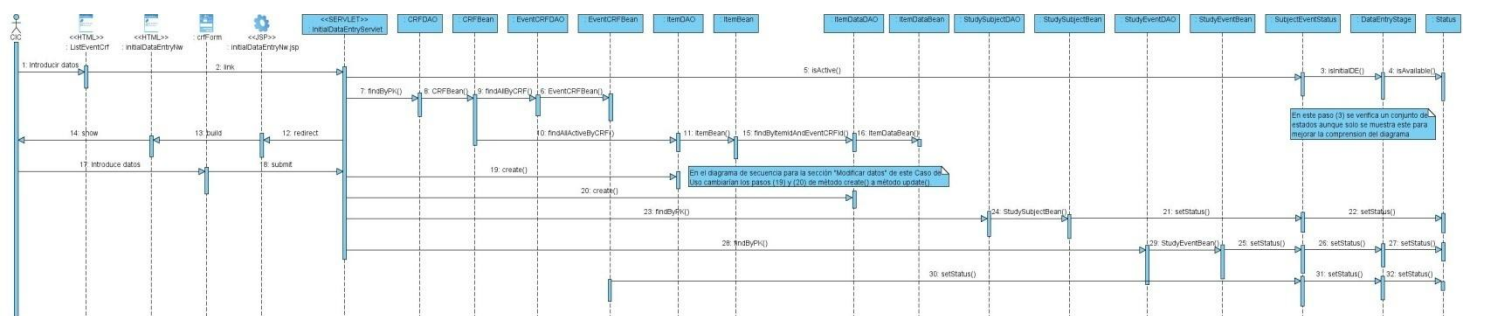 CIC
<<HTML>>
: ListEventCrf
<<HTML>>
: initialDataEntryNw
: crfForm
<<JSP>>
: initialDataEntryNw.jsp
<<SERVLET>>
: InitialDataEntryServlet
: CRFDAO
: CRFBean
: EventCRFDAO
: EventCRFBean
: ItemDAO
: ItemBean
: ItemDataDAO
: ItemDataBean
: StudySubjectDAO
: StudySubjectBean
: StudyEventDAO
: StudyEventBean
: SubjectEventStatus
: DataEntryStage
: Status
1: Introducir datos
2: link
5: isActive()
3: isInitialDE()
4: isAvailable()
7: findByPK()
8: CRFBean()
9: findAllByCRF()
6: EventCRFBean()
En este paso (3) se verifica un conjunto de
estados aunque solo se muestra este para
mejorar la comprension del diagrama
14: show
13: build
12: redirect
10: findAllActiveByCRF()
11: ItemBean()
15: findByItemIdAndEventCRFId()
16: ItemDataBean()
17: Introduce datos
18: submit
19: create()
En el diagrama de secuencia para la sección "Modificar datos" de este Caso de
Uso cambiarían los pasos (19) y (20) de método create() a método update()
20: create()
23: findByPK()
24: StudySubjectBean()
21: setStatus()
22: setStatus()
28: findByPK()
29: StudyEventBean()
25: setStatus()
26: setStatus()
27: setStatus()
30: setStatus()
31: setStatus()
32: setStatus()